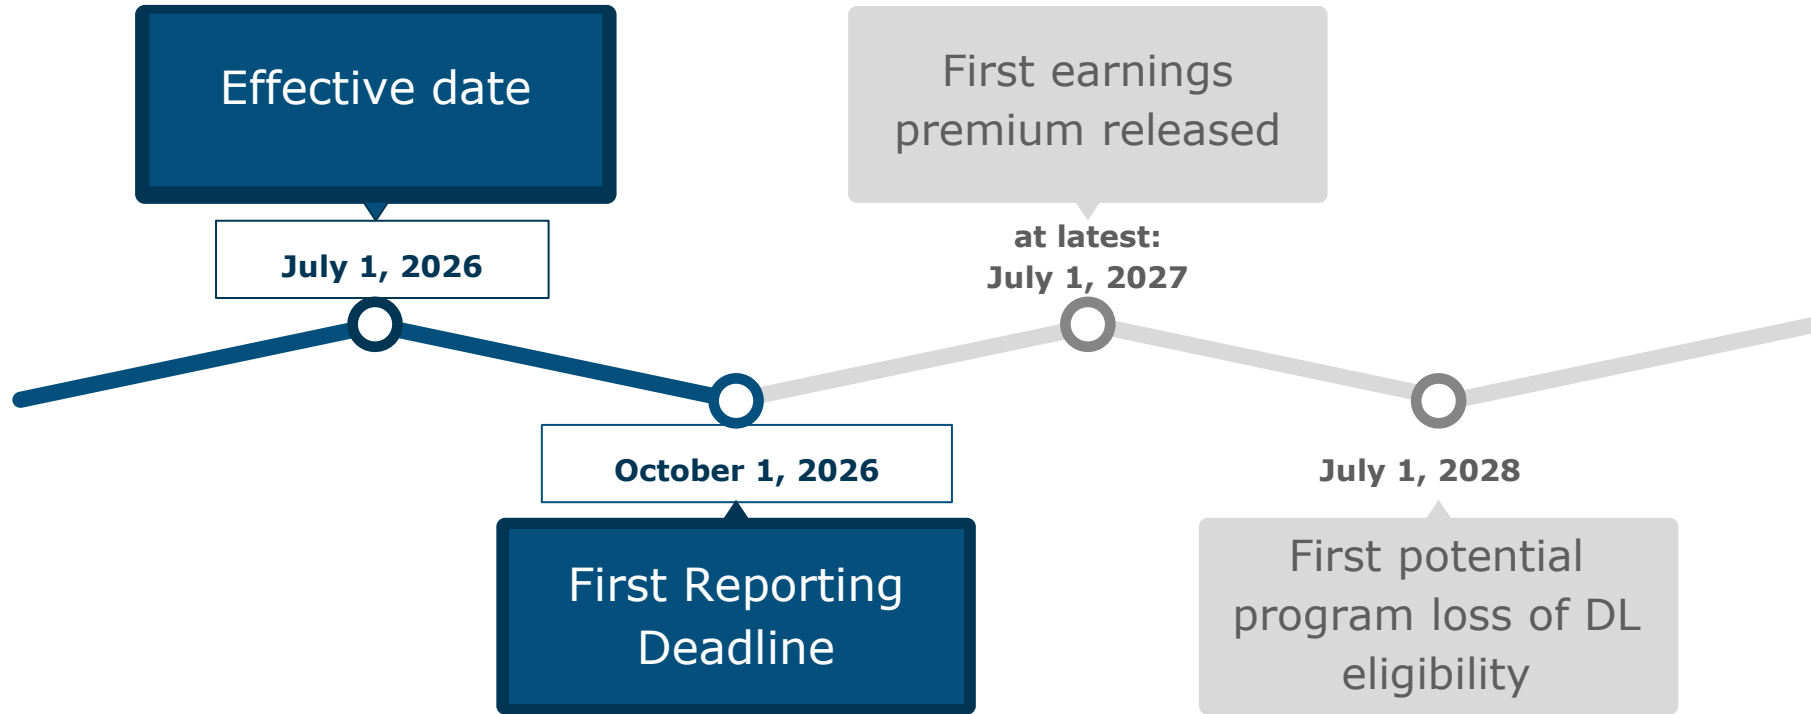 Effective date
July 1, 2026
October 1, 2026
First Reporting
Deadline
First earnings
premium released
at latest:
July 1, 2027
July 1, 2028
First potential
program loss of DL
eligibility